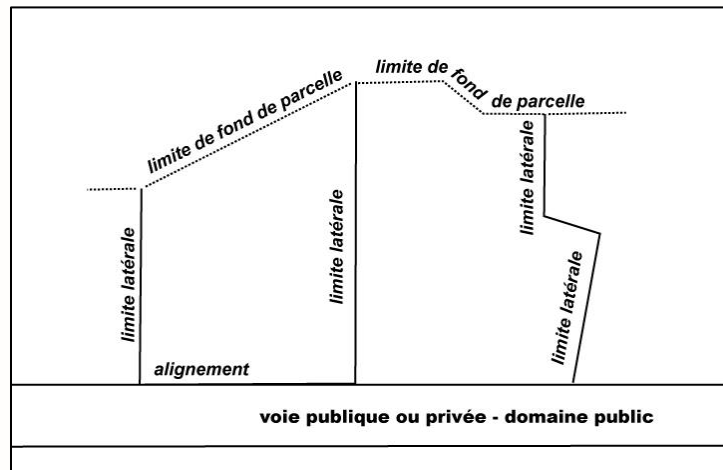 limite de fond
de parcelle
limite de fond de parcelle
limite latérale
limite latérale
limite latérale
limite latérale
alignement
voie publique ou privée - domaine public